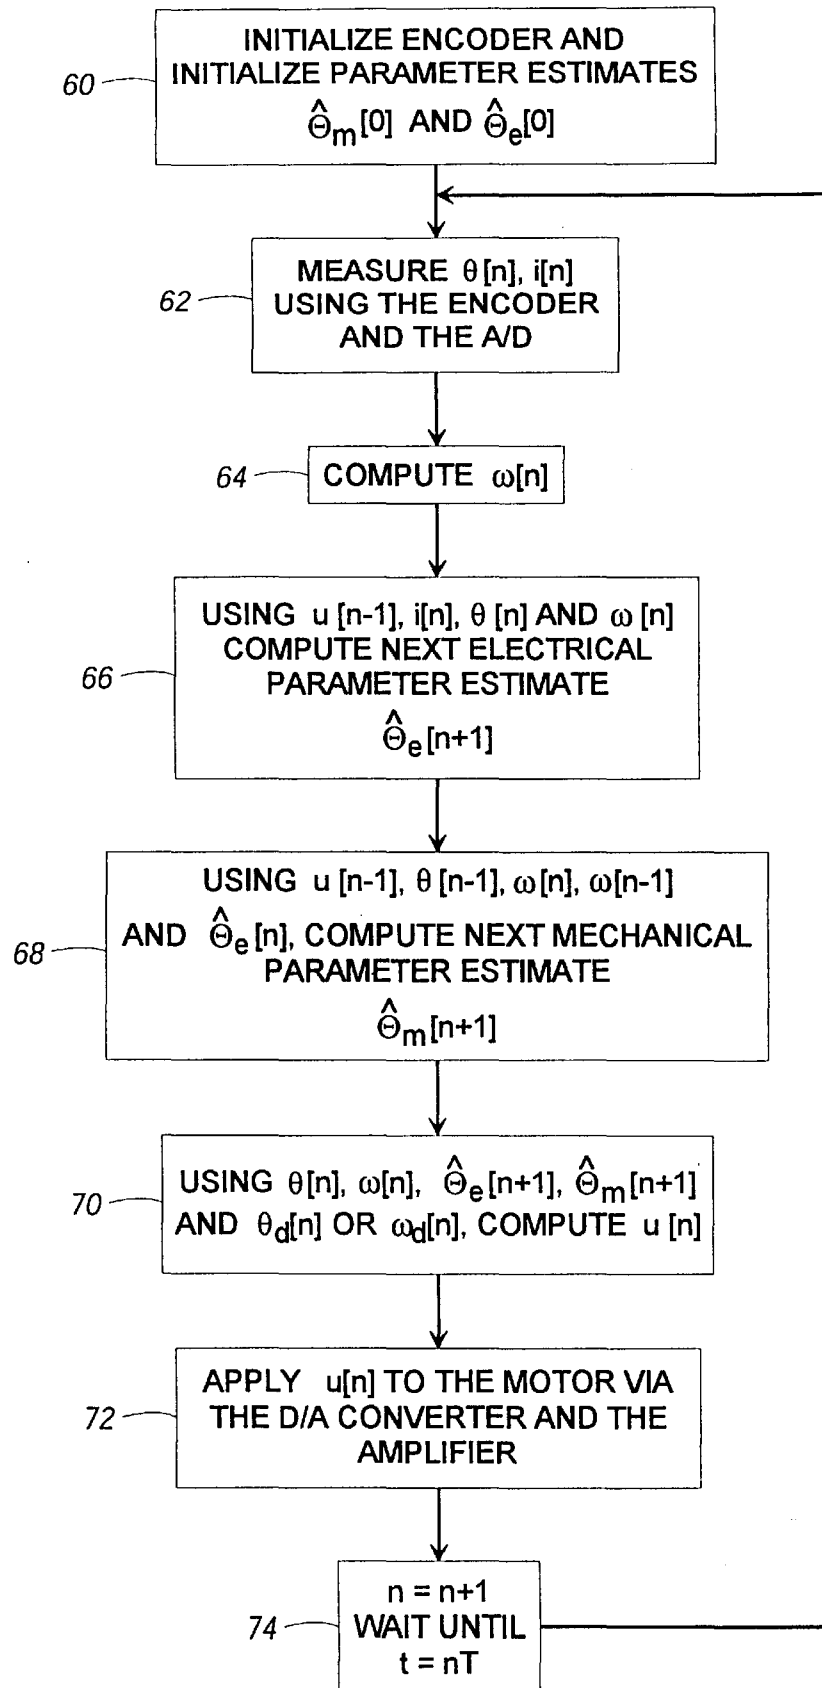 60
INITIALIZE ENCODER AND
INITIALIZE PARAMETER ESTIMATES
Θ̂m[0] AND Θ̂e[0]
62
MEASURE θ[n], i[n]
USING THE ENCODER
AND THE A/D
64
COMPUTE ω[n]
66
USING u[n-1], i[n], θ[n] AND ω[n]
COMPUTE NEXT ELECTRICAL
PARAMETER ESTIMATE
Θ̂e[n+1]
68
USING u[n-1], θ[n-1], ω[n], ω[n-1]
AND Θ̂e[n], COMPUTE NEXT MECHANICAL
PARAMETER ESTIMATE
Θ̂m[n+1]
70
USING θ[n], ω[n], Θ̂e[n+1], Θ̂m[n+1]
AND θd[n] OR ωd[n], COMPUTE u[n]
72
APPLY u[n] TO THE MOTOR VIA
THE D/A CONVERTER AND THE
AMPLIFIER
74
n = n+1
WAIT UNTIL
t = nT